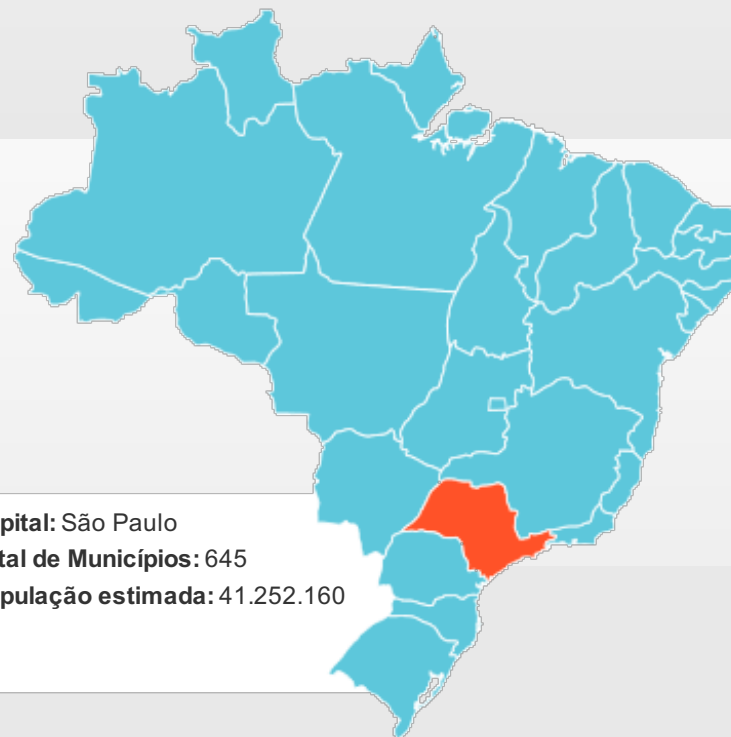 pital: São Paulo
tal de Municípios: 645
pulação estimada: 41.252.160